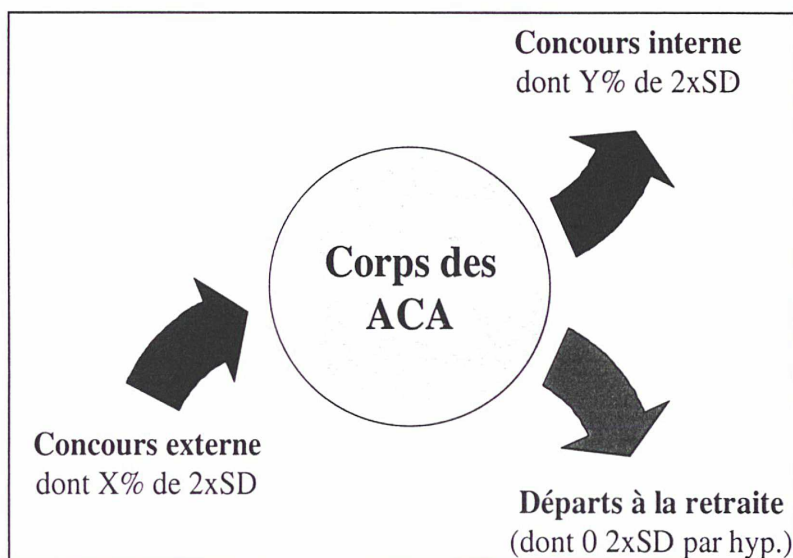 Concours interne
dont Y% de 2xSD
Corps des
ACA
Concours externe
dont X% de 2xSD
Départs à la retraite
(dont 0 2xSD par hyp.)